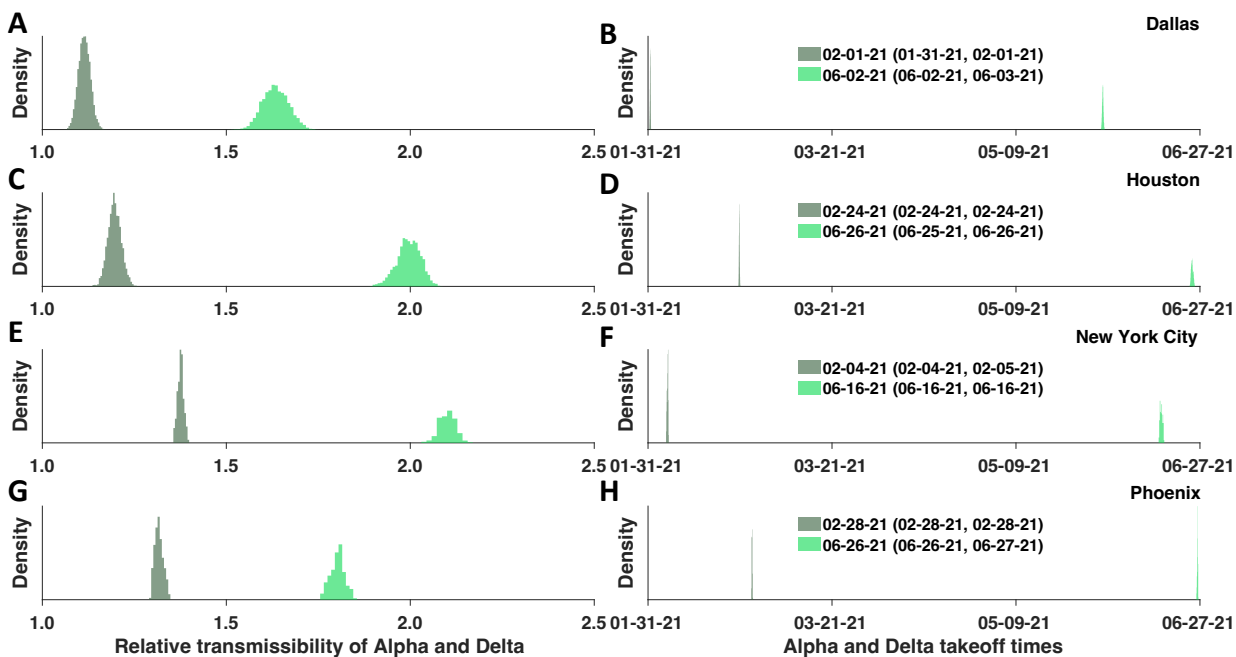 A
Density
1.0 1.5 2.0 2.5
B
Dallas
Density
02-01-21 (01-31-21, 02-01-21)
06-02-21 (06-02-21, 06-03-21)
01-31-21 03-21-21 05-09-21 06-27-21
C
Density
1.0 1.5 2.0 2.5
D
Houston
Density
02-24-21 (02-24-21, 02-24-21)
06-26-21 (06-25-21, 06-26-21)
01-31-21 03-21-21 05-09-21 06-27-21
E
Density
1.0 1.5 2.0 2.5
F
New York City
Density
02-04-21 (02-04-21, 02-05-21)
06-16-21 (06-16-21, 06-16-21)
01-31-21 03-21-21 05-09-21 06-27-21
G
Density
1.0 1.5 2.0 2.5
Relative transmissibility of Alpha and Delta
H
Phoenix
Density
02-28-21 (02-28-21, 02-28-21)
06-26-21 (06-26-21, 06-27-21)
01-31-21 03-21-21 05-09-21 06-27-21
Alpha and Delta takeoff times